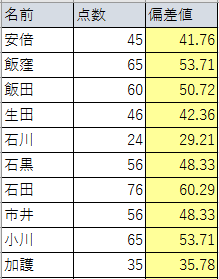 名前 点数 偏差値
安倍 45 41.76
飯窪 65 53.71
飯田 60 50.72
生田 46 42.36
石川 24 29.21
石黒 56 48.33
石田 76 60.29
市井 56 48.33
小川 65 53.71
加護 35 35.78